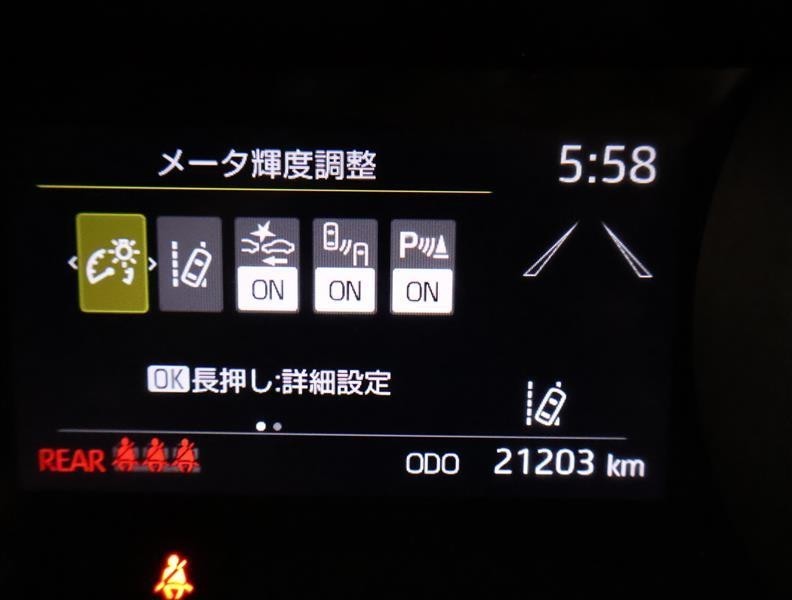 メータ輝度調整
5:58
ON ON P ON
OK長押し:詳細設定
REAR
ODO 21203 km